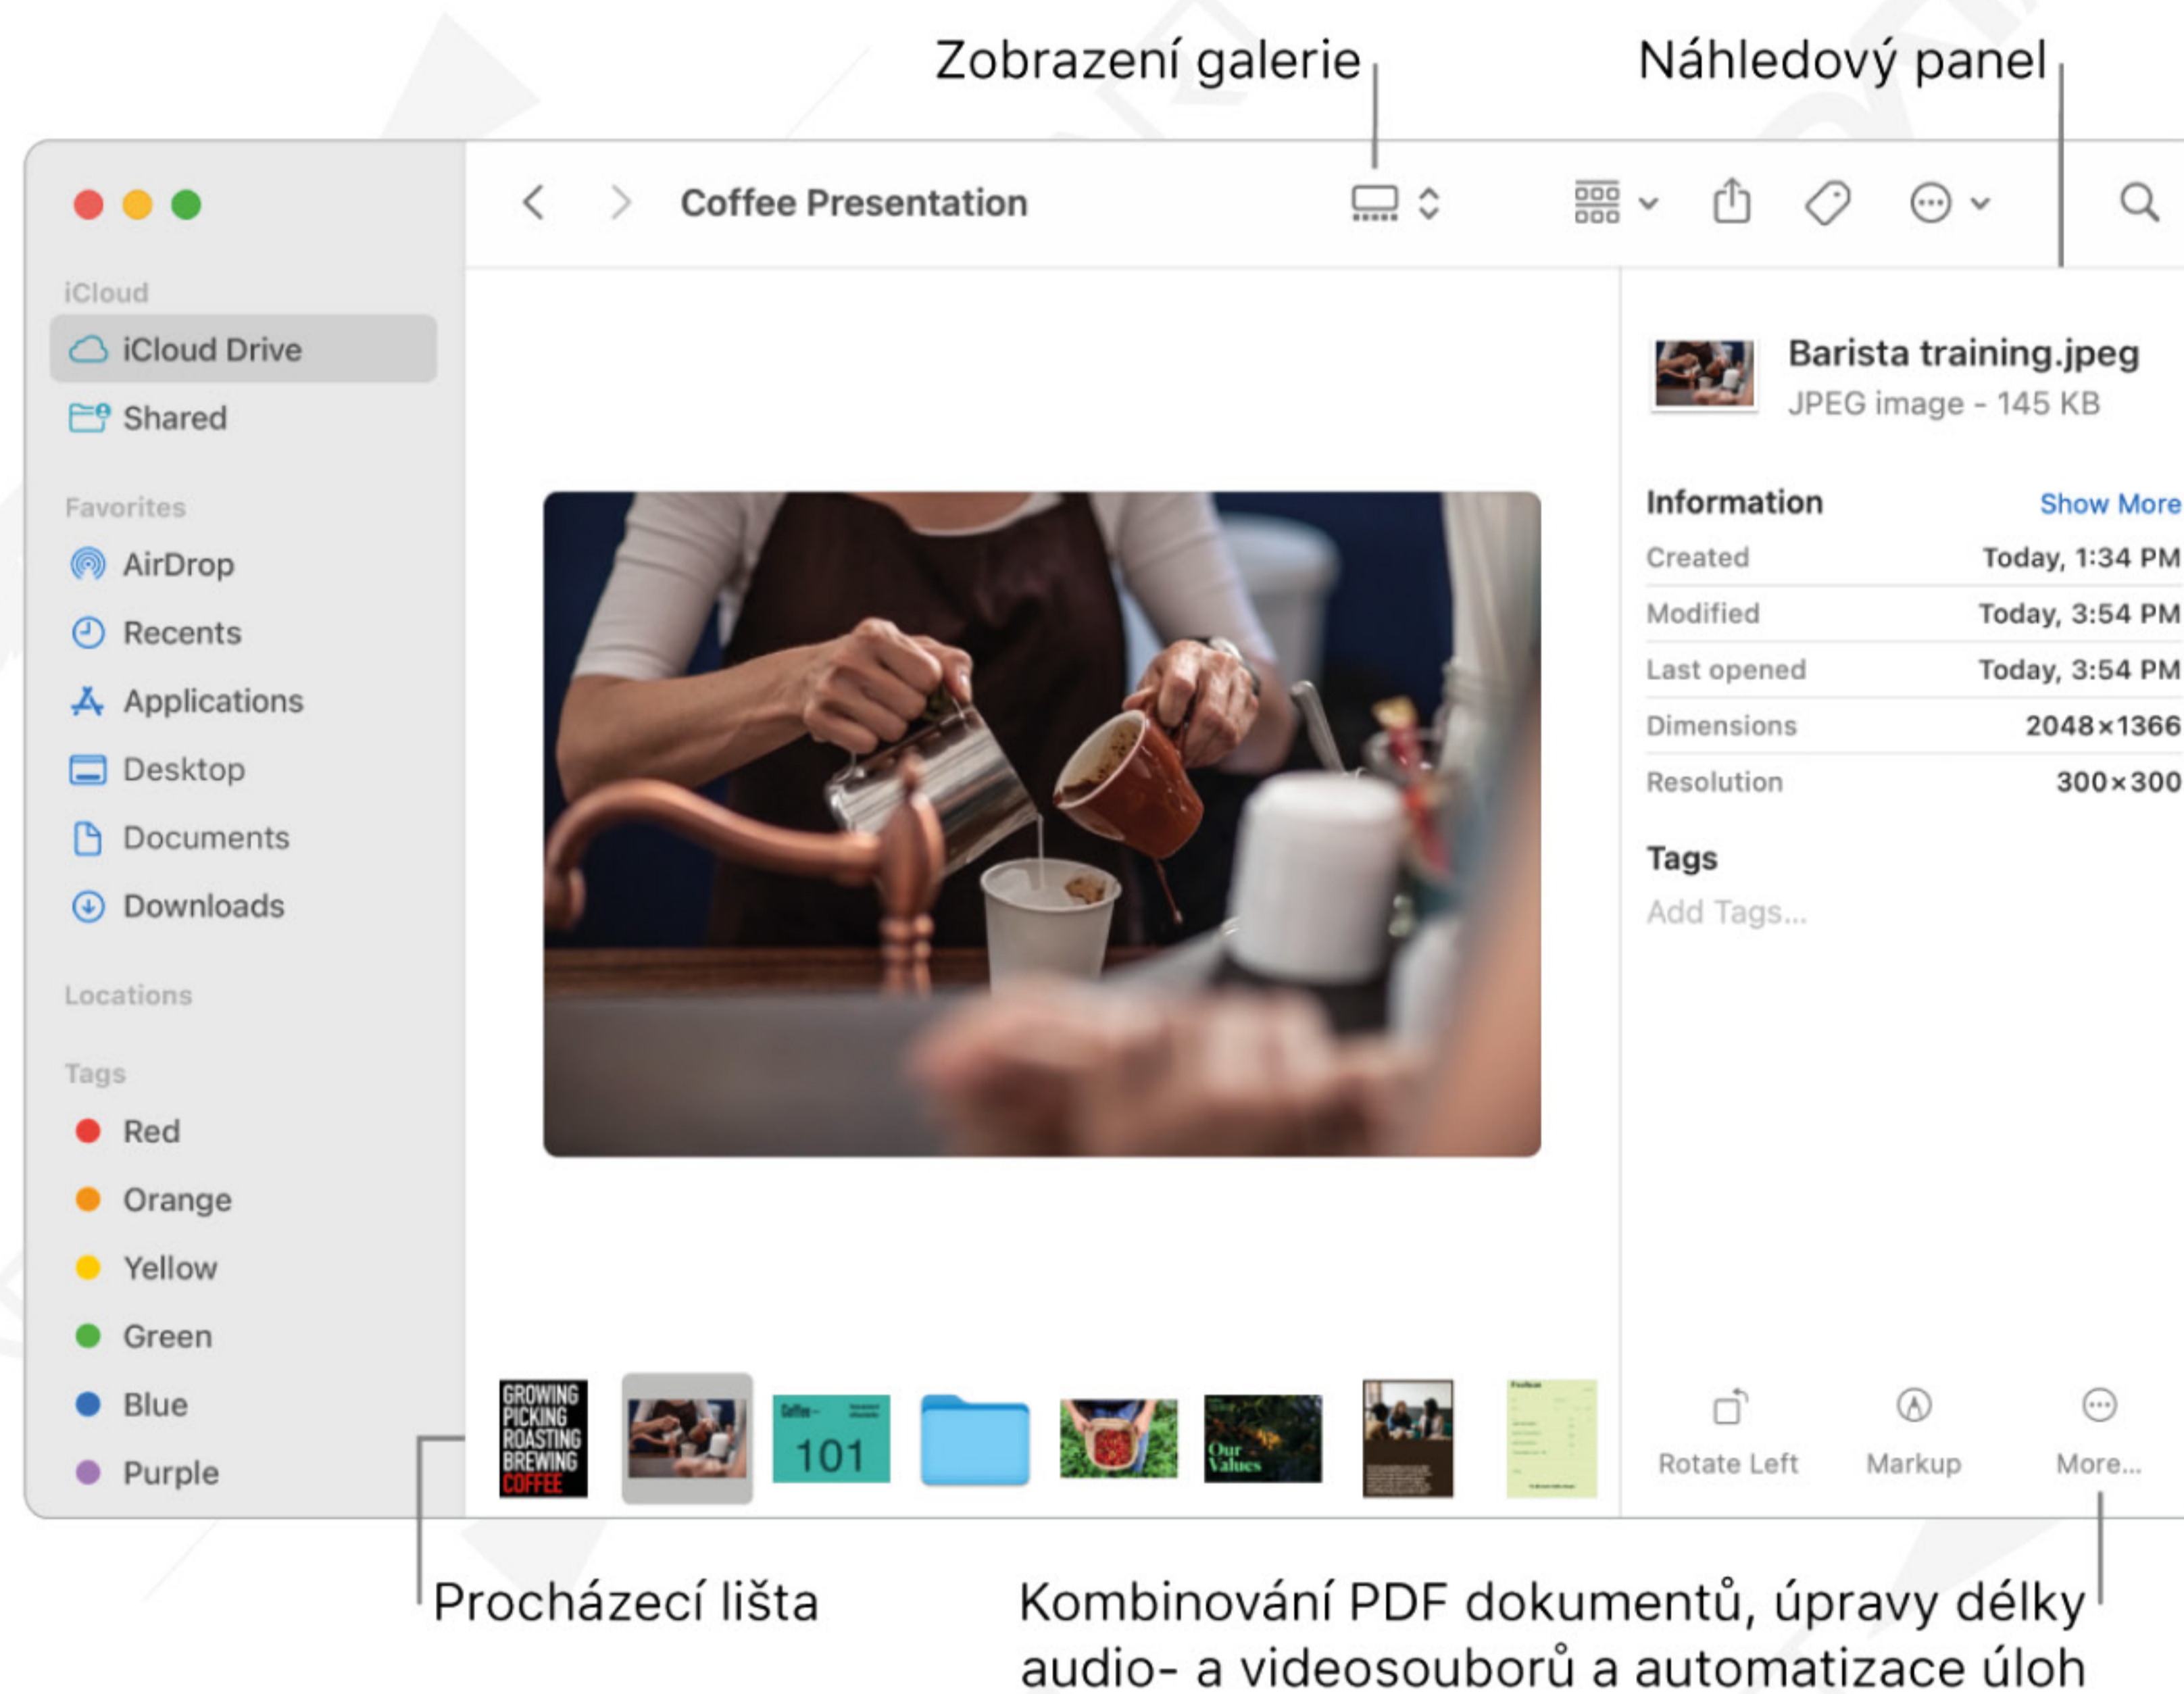 Zobrazení galerie
Náhledový panel
Coffee Presentation
iCloud
iCloud Drive
Shared
Favorites
AirDrop
Recents
Applications
Desktop
Documents
Downloads
Locations
Tags
Red
Orange
Yellow
Green
Blue
Purple
Barista training.jpeg
JPEG image - 145 KB
Information Show More
Created Today, 1:34 PM
Modified Today, 3:54 PM
Last opened Today, 3:54 PM
Dimensions 2048×1366
Resolution 300×300
Tags
Add Tags...
GROWING
PICKING
ROASTING
BREWING
COFFEE
Coffee
101
Our
Values
Rotate Left
Markup
More...
Procházecí lišta
Kombinování PDF dokumentů, úpravy délky
audio- a videosouborů a automatizace úloh